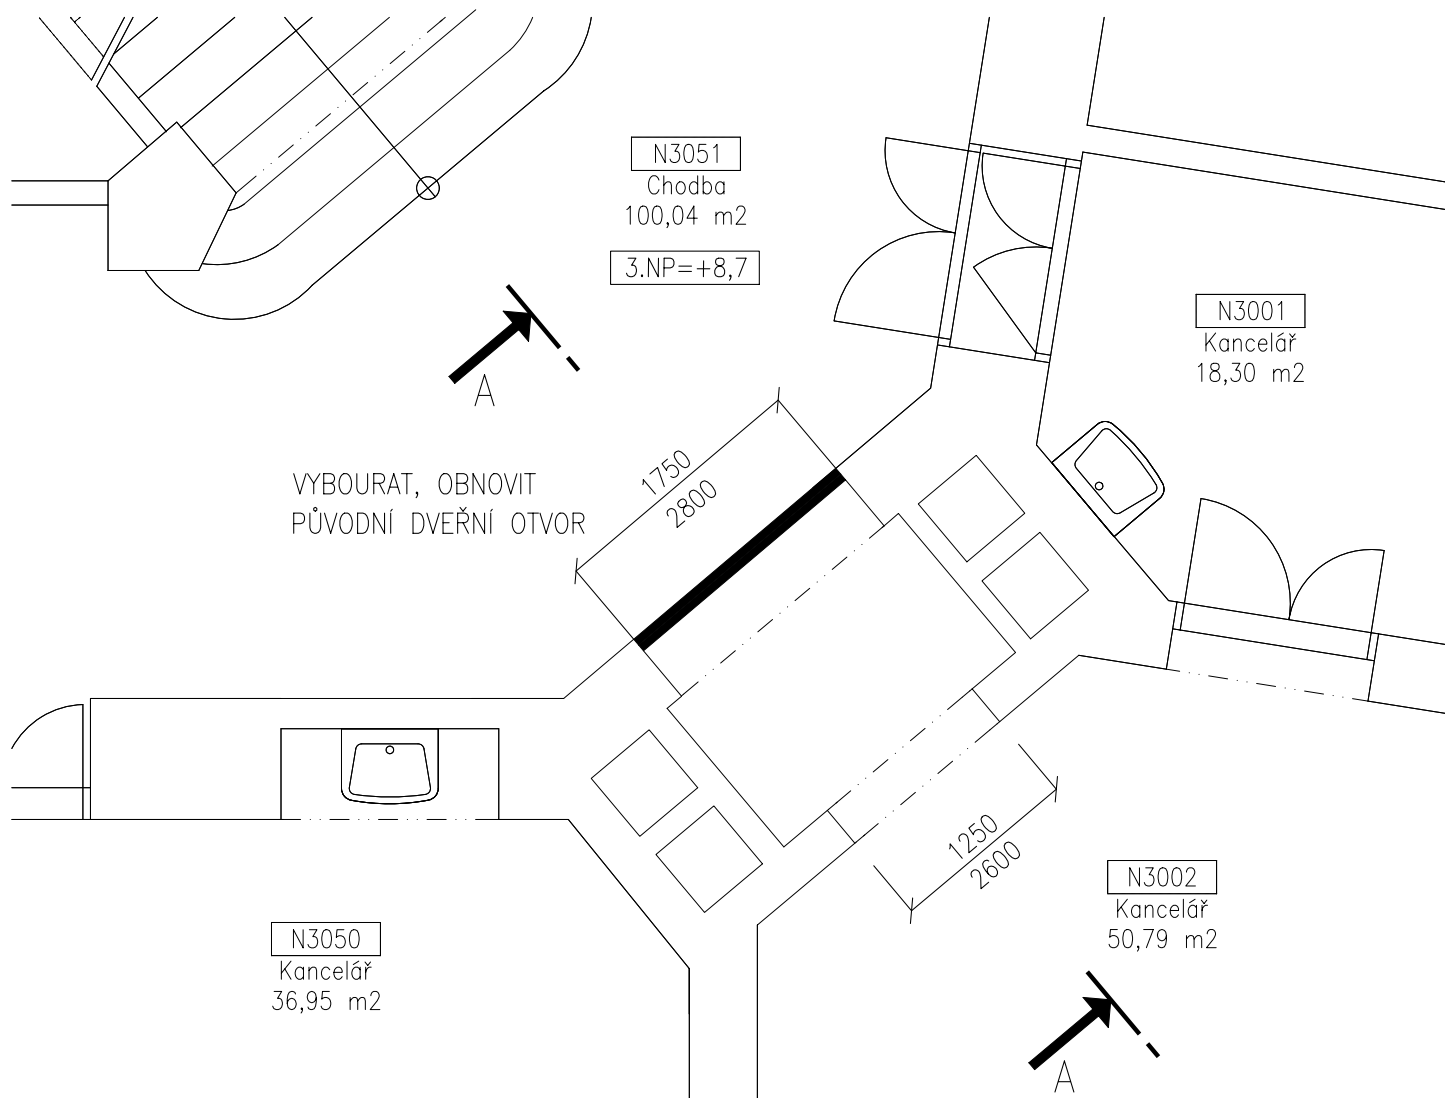 N3051
Chodba
100,04 m2
3.NP=+8,7
N3001
Kancelář
18,30 m2
A
VYBOURAT, OBNOVIT
PŮVODNÍ DVEŘNÍ OTVOR
1750
2800
1250
2600
N3002
Kancelář
50,79 m2
N3050
Kancelář
36,95 m2
A